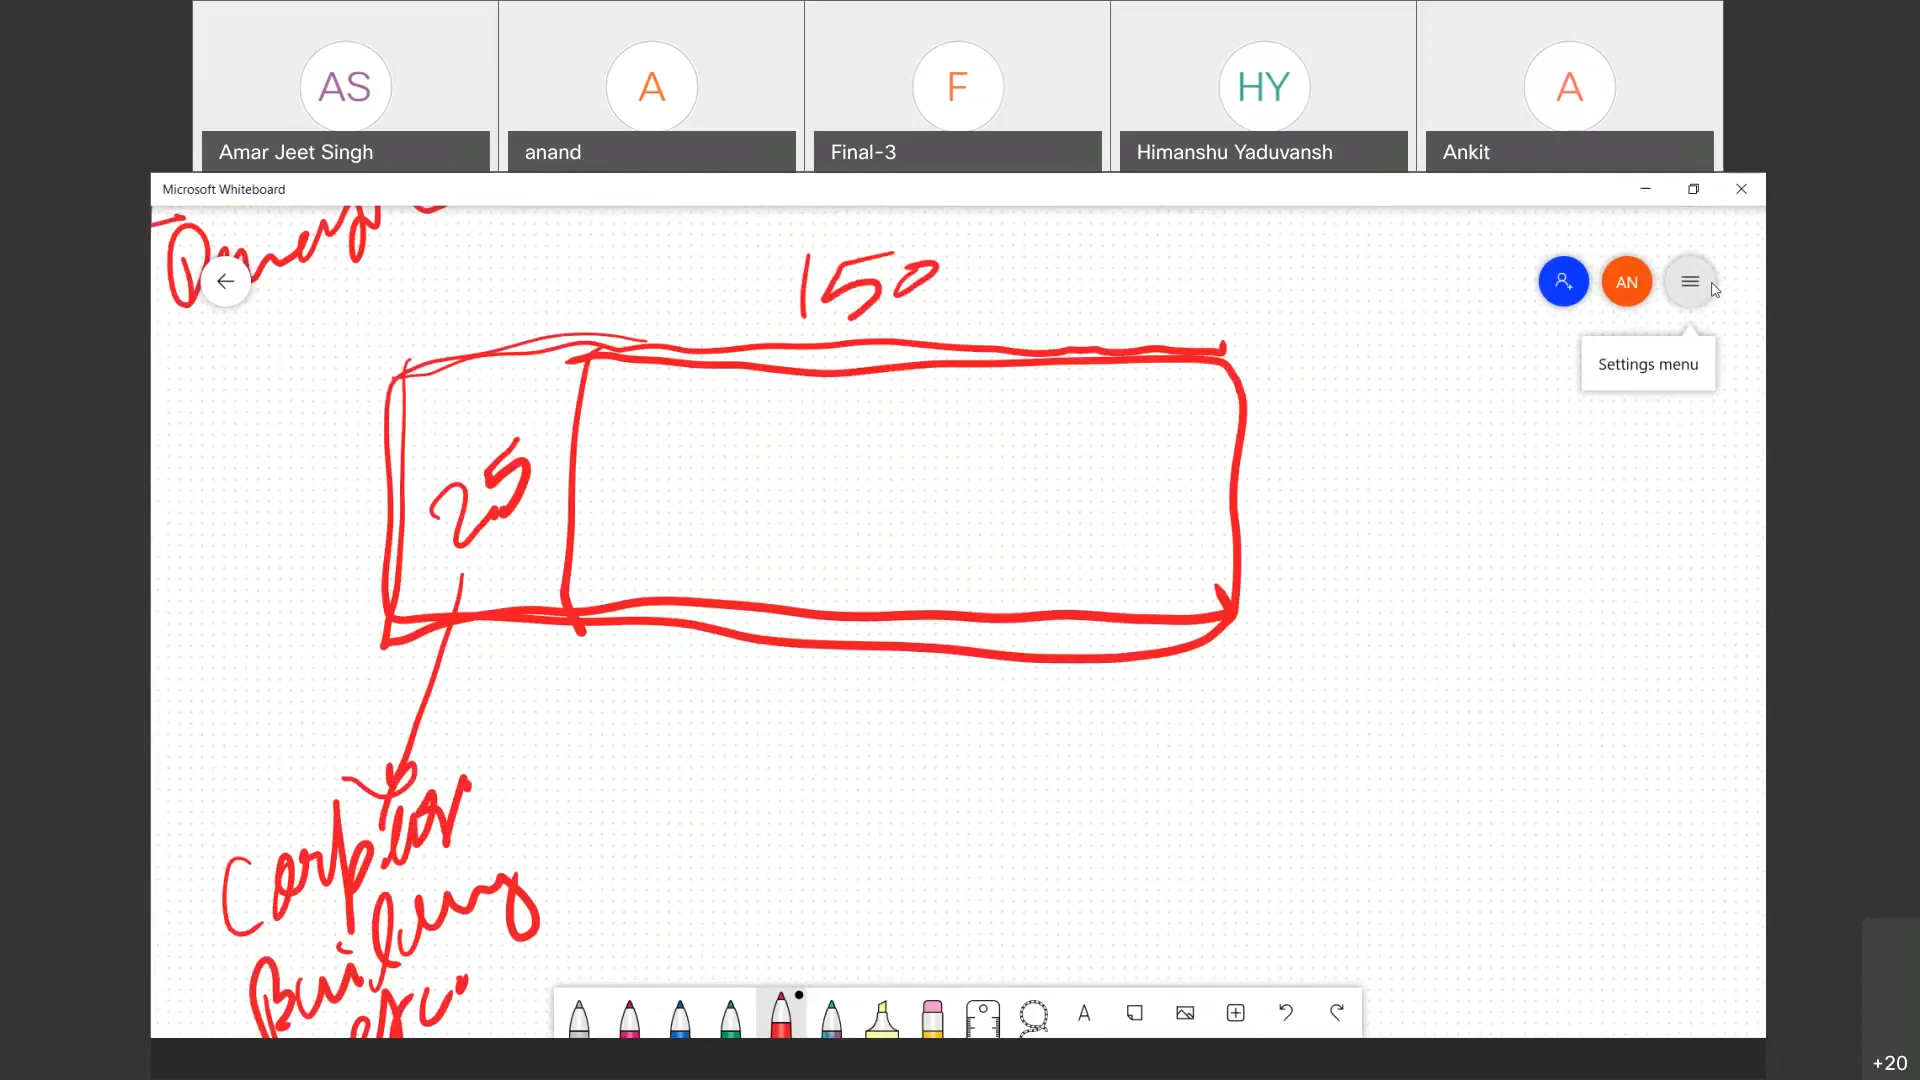 AS A F HY A
Amar Jeet Singh anand Final-3 Himanshu Yaduvansh Ankit
Microsoft Whiteboard
150
AN
Settings menu
25
Building
A
+20